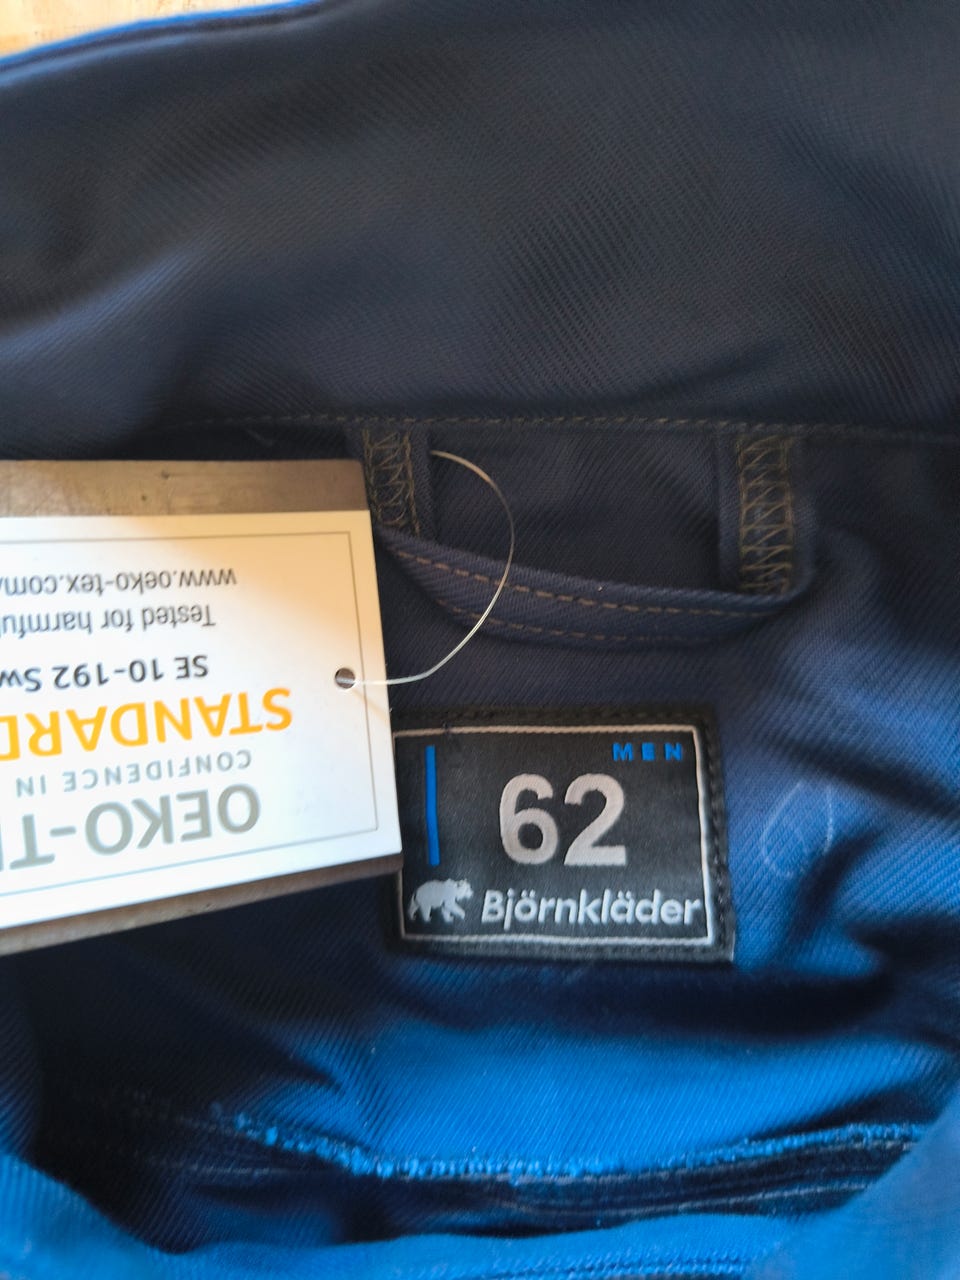 OEKO-TE
CONFIDENCE IN
STANDARD
SE 10-192 Sw
Tested for harmful
www.oeko-tex.com/
MEN
62
Björnkläder